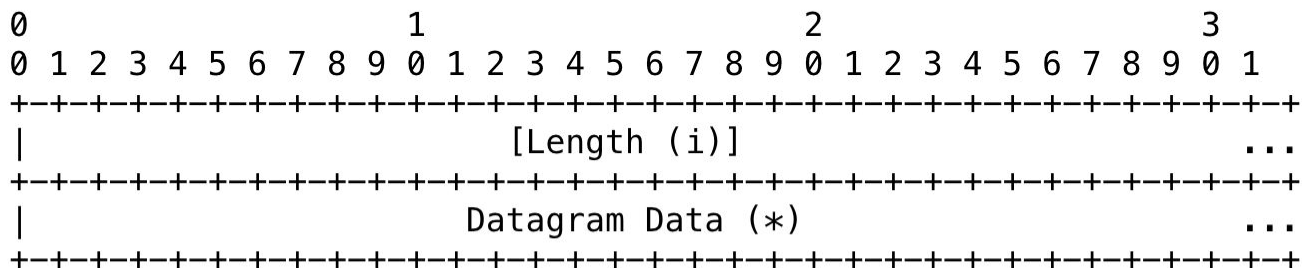 0                   1                   2                   3
0 1 2 3 4 5 6 7 8 9 0 1 2 3 4 5 6 7 8 9 0 1 2 3 4 5 6 7 8 9 0 1
+-+-+-+-+-+-+-+-+-+-+-+-+-+-+-+-+-+-+-+-+-+-+-+-+-+-+-+-+-+-+-+-+
|                        [Length (i)]                         ...
+-+-+-+-+-+-+-+-+-+-+-+-+-+-+-+-+-+-+-+-+-+-+-+-+-+-+-+-+-+-+-+-+
|                      Datagram Data (*)                      ...
+-+-+-+-+-+-+-+-+-+-+-+-+-+-+-+-+-+-+-+-+-+-+-+-+-+-+-+-+-+-+-+-+